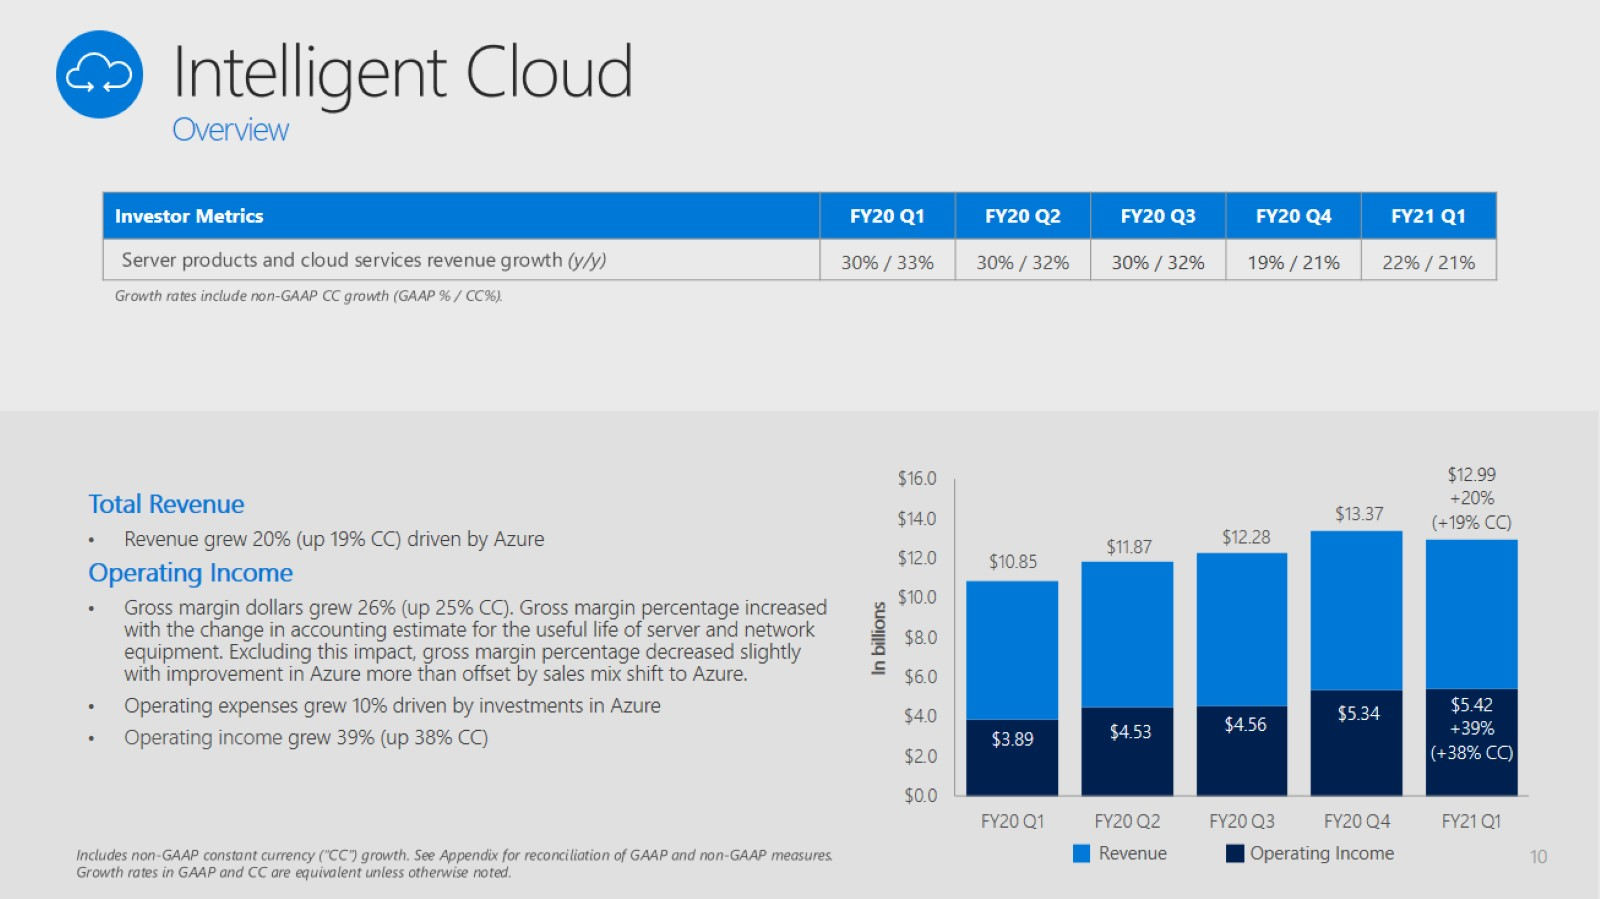 Intelligent Cloud
Overview
Investor Metrics FY20 Q1 FY20 Q2 FY20 Q3 FY20 Q4 FY21 Q1
Server products and cloud services revenue growth (y/y) 30% / 33% 30% / 32% 30% / 32% 19% / 21% 22% / 21%
Growth rates include non-GAAP CC growth (GAAP % / CC%).
Total Revenue
• Revenue grew 20% (up 19% CC) driven by Azure
Operating Income
• Gross margin dollars grew 26% (up 25% CC). Gross margin percentage increased
with the change in accounting estimate for the useful life of server and network
equipment. Excluding this impact, gross margin percentage decreased slightly
with improvement in Azure more than offset by sales mix shift to Azure.
• Operating expenses grew 10% driven by investments in Azure
• Operating income grew 39% (up 38% CC)
In billions
$16.0
$14.0
$12.0
$10.0
$8.0
$6.0
$4.0
$2.0
$0.0
$10.85
$11.87
$12.28
$13.37
$12.99
+20%
(+19% CC)
$3.89
$4.53
$4.56
$5.34
$5.42
+39%
(+38% CC)
FY20 Q1 FY20 Q2 FY20 Q3 FY20 Q4 FY21 Q1
Revenue Operating Income
Includes non-GAAP constant currency ("CC") growth. See Appendix for reconciliation of GAAP and non-GAAP measures.
Growth rates in GAAP and CC are equivalent unless otherwise noted.
10